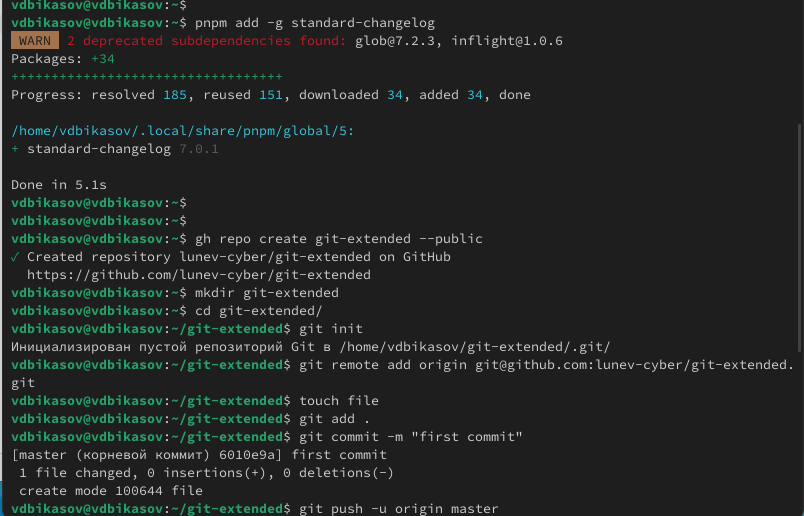 vdbikasov@vdbikasov:~$
vdbikasov@vdbikasov:~$ pnpm add -g standard-changelog
WARN 2 deprecated subdependencies found: glob@7.2.3, inflight@1.0.6
Packages: +34
++++++++++++++++++++++++++++++++++
Progress: resolved 185, reused 151, downloaded 34, added 34, done
/home/vdbikasov/.local/share/pnpm/global/5:
+ standard-changelog 7.0.1
Done in 5.1s
vdbikasov@vdbikasov:~$
vdbikasov@vdbikasov:~$
vdbikasov@vdbikasov:~$ gh repo create git-extended --public
✓ Created repository lunev-cyber/git-extended on GitHub
https://github.com/lunev-cyber/git-extended
vdbikasov@vdbikasov:~$ mkdir git-extended
vdbikasov@vdbikasov:~$ cd git-extended/
vdbikasov@vdbikasov:~/git-extended$ git init
Инициализирован пустой репозиторий Git в /home/vdbikasov/git-extended/.git/
vdbikasov@vdbikasov:~/git-extended$ git remote add origin git@github.com:lunev-cyber/git-extended.
git
vdbikasov@vdbikasov:~/git-extended$ touch file
vdbikasov@vdbikasov:~/git-extended$ git add .
vdbikasov@vdbikasov:~/git-extended$ git commit -m "first commit"
[master (корневой коммит) 6010e9a] first commit
1 file changed, 0 insertions(+), 0 deletions(-)
create mode 100644 file
vdbikasov@vdbikasov:~/git-extended$ git push -u origin master